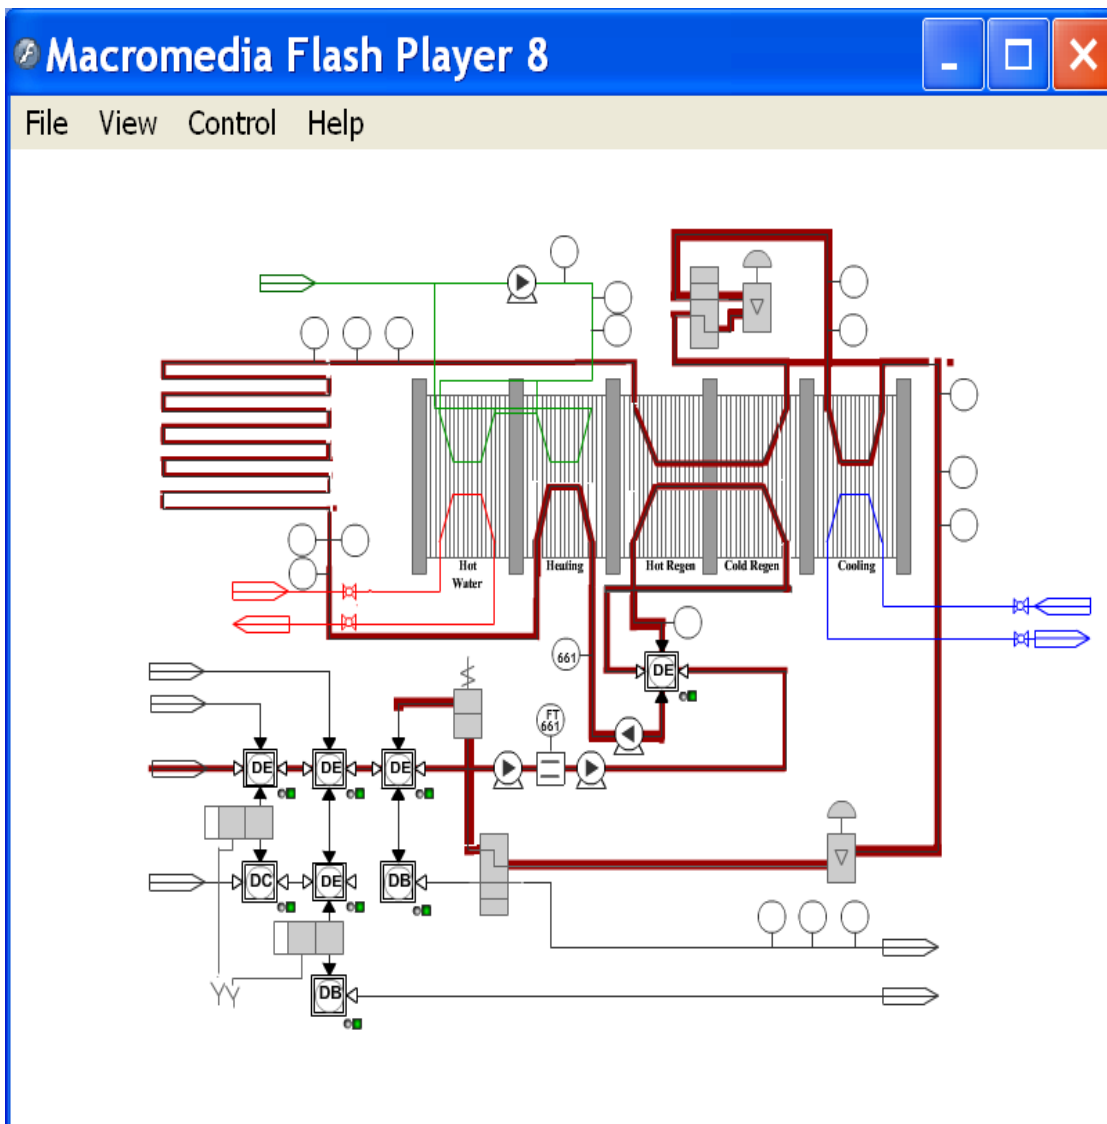 Macromedia Flash Player 8
File View Control Help
Hot
Water
Heating
Hot Regen
Cold Regen
Cooling
661
DE
FT
661
DE
DE
DE
DC
DE
DB
DB